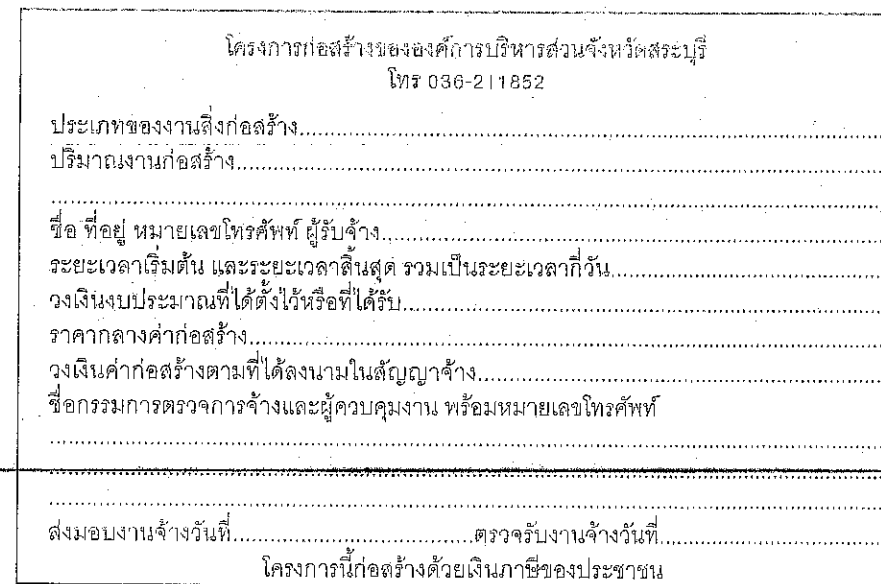 โครงการก่อสร้างขององค์การบริหารส่วนจังหวัดสระบุรี
โทร 036-211852
ประเภทของงานสิ่งก่อสร้าง................................................................
ปริมาณงานก่อสร้าง................................................................
................................................................
ชื่อ ที่อยู่ หมายเลขโทรศัพท์ ผู้รับจ้าง................................................................
ระยะเวลาเริ่มต้น และระยะเวลาสิ้นสุด รวมเป็นระยะเวลากี่วัน................................................
วงเงินงบประมาณที่ได้ตั้งไว้หรือที่ได้รับ................................................................
ราคากลางค่าก่อสร้าง................................................................
วงเงินค่าก่อสร้างตามที่ได้ลงนามในสัญญาจ้าง................................................................
ชื่อกรรมการตรวจการจ้างและผู้ควบคุมงาน พร้อมหมายเลขโทรศัพท์
................................................................
................................................................
................................................................
ส่งมอบงานจ้างวันที่.....................................ตรวจรับงานจ้างวันที่.....................................
โครงการนี้ก่อสร้างด้วยเงินภาษีของประชาชน